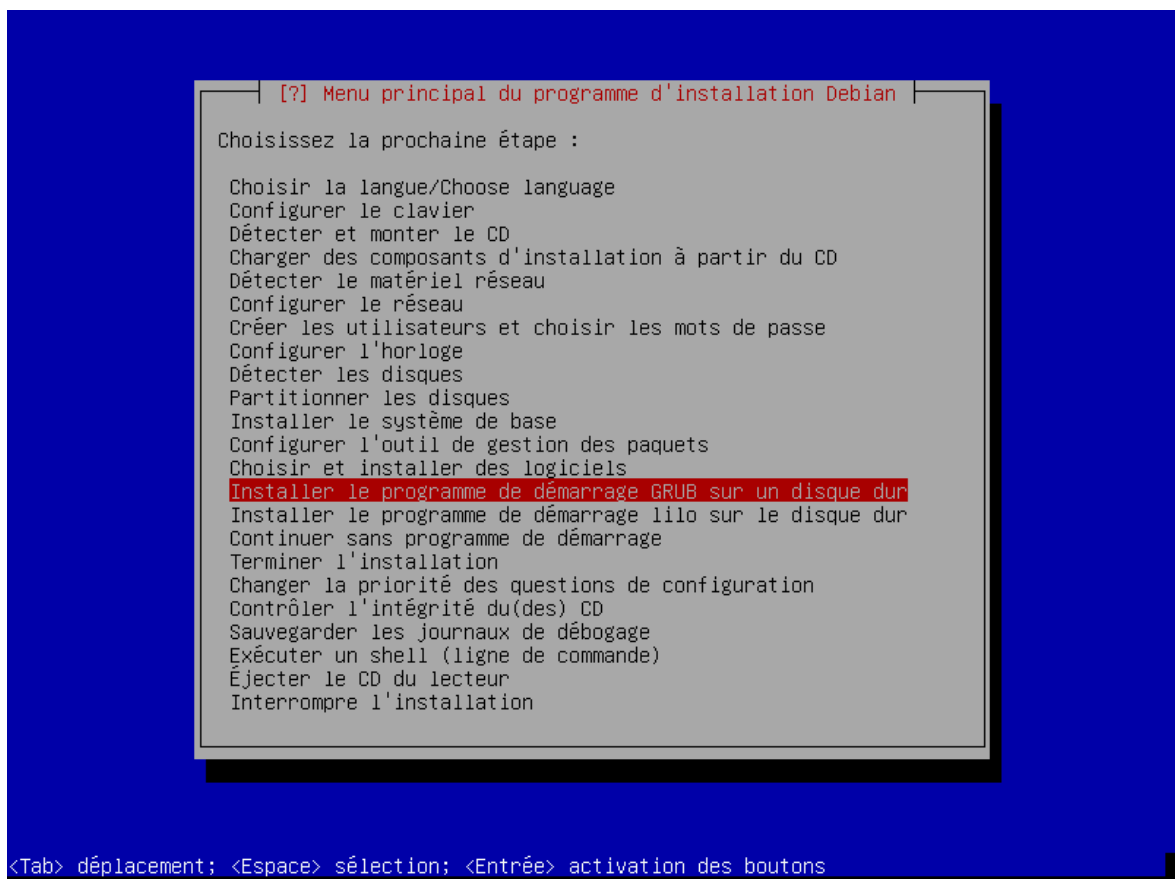 [?] Menu principal du programme d'installation Debian
Choisissez la prochaine étape :
Choisir la langue/Choose language
Configurer le clavier
Détecter et monter le CD
Charger des composants d'installation à partir du CD
Détecter le matériel réseau
Configurer le réseau
Créer les utilisateurs et choisir les mots de passe
Configurer l'horloge
Détecter les disques
Partitionner les disques
Installer le système de base
Configurer l'outil de gestion des paquets
Choisir et installer des logiciels
Installer le programme de démarrage GRUB sur un disque dur
Installer le programme de démarrage lilo sur le disque dur
Continuer sans programme de démarrage
Terminer l'installation
Changer la priorité des questions de configuration
Contrôler l'intégrité du(des) CD
Sauvegarder les journaux de débogage
Exécuter un shell (ligne de commande)
Éjecter le CD du lecteur
Interrompre l'installation
<Tab> déplacement; <Espace> sélection; <Entrée> activation des boutons